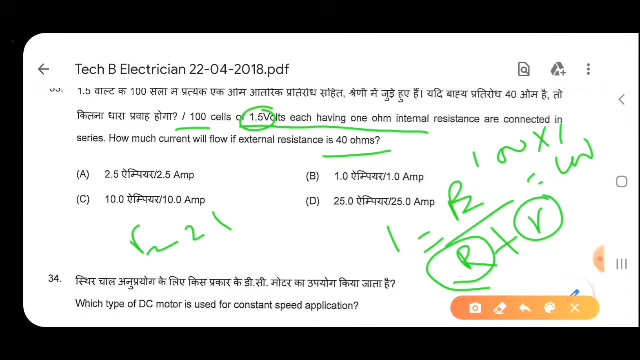 Tech B Electrician 22-04-2018.pdf
33. 1.5 वोल्ट के 100 सेलों में प्रत्येक एक ओम आंतरिक प्रतिरोध सहित, श्रेणी में जुड़े हुए हैं। यदि बाह्य प्रतिरोध 40 ओम है, तो
कितना धारा प्रवाह होगा? / 100 cells of 1.5Volts each having one ohm internal resistance are connected in
series. How much current will flow if external resistance is 40 ohms?
(A) 2.5 ऐम्पियर/2.5 Amp (B) 1.0 ऐम्पियर/1.0 Amp
(C) 10.0 ऐम्पियर/10.0 Amp (D) 25.0 ऐम्पियर/25.0 Amp
34. स्थिर चाल अनुप्रयोग के लिए किस प्रकार के डी.सी. मोटर का उपयोग किया जाता है?
Which type of DC motor is used for constant speed application?